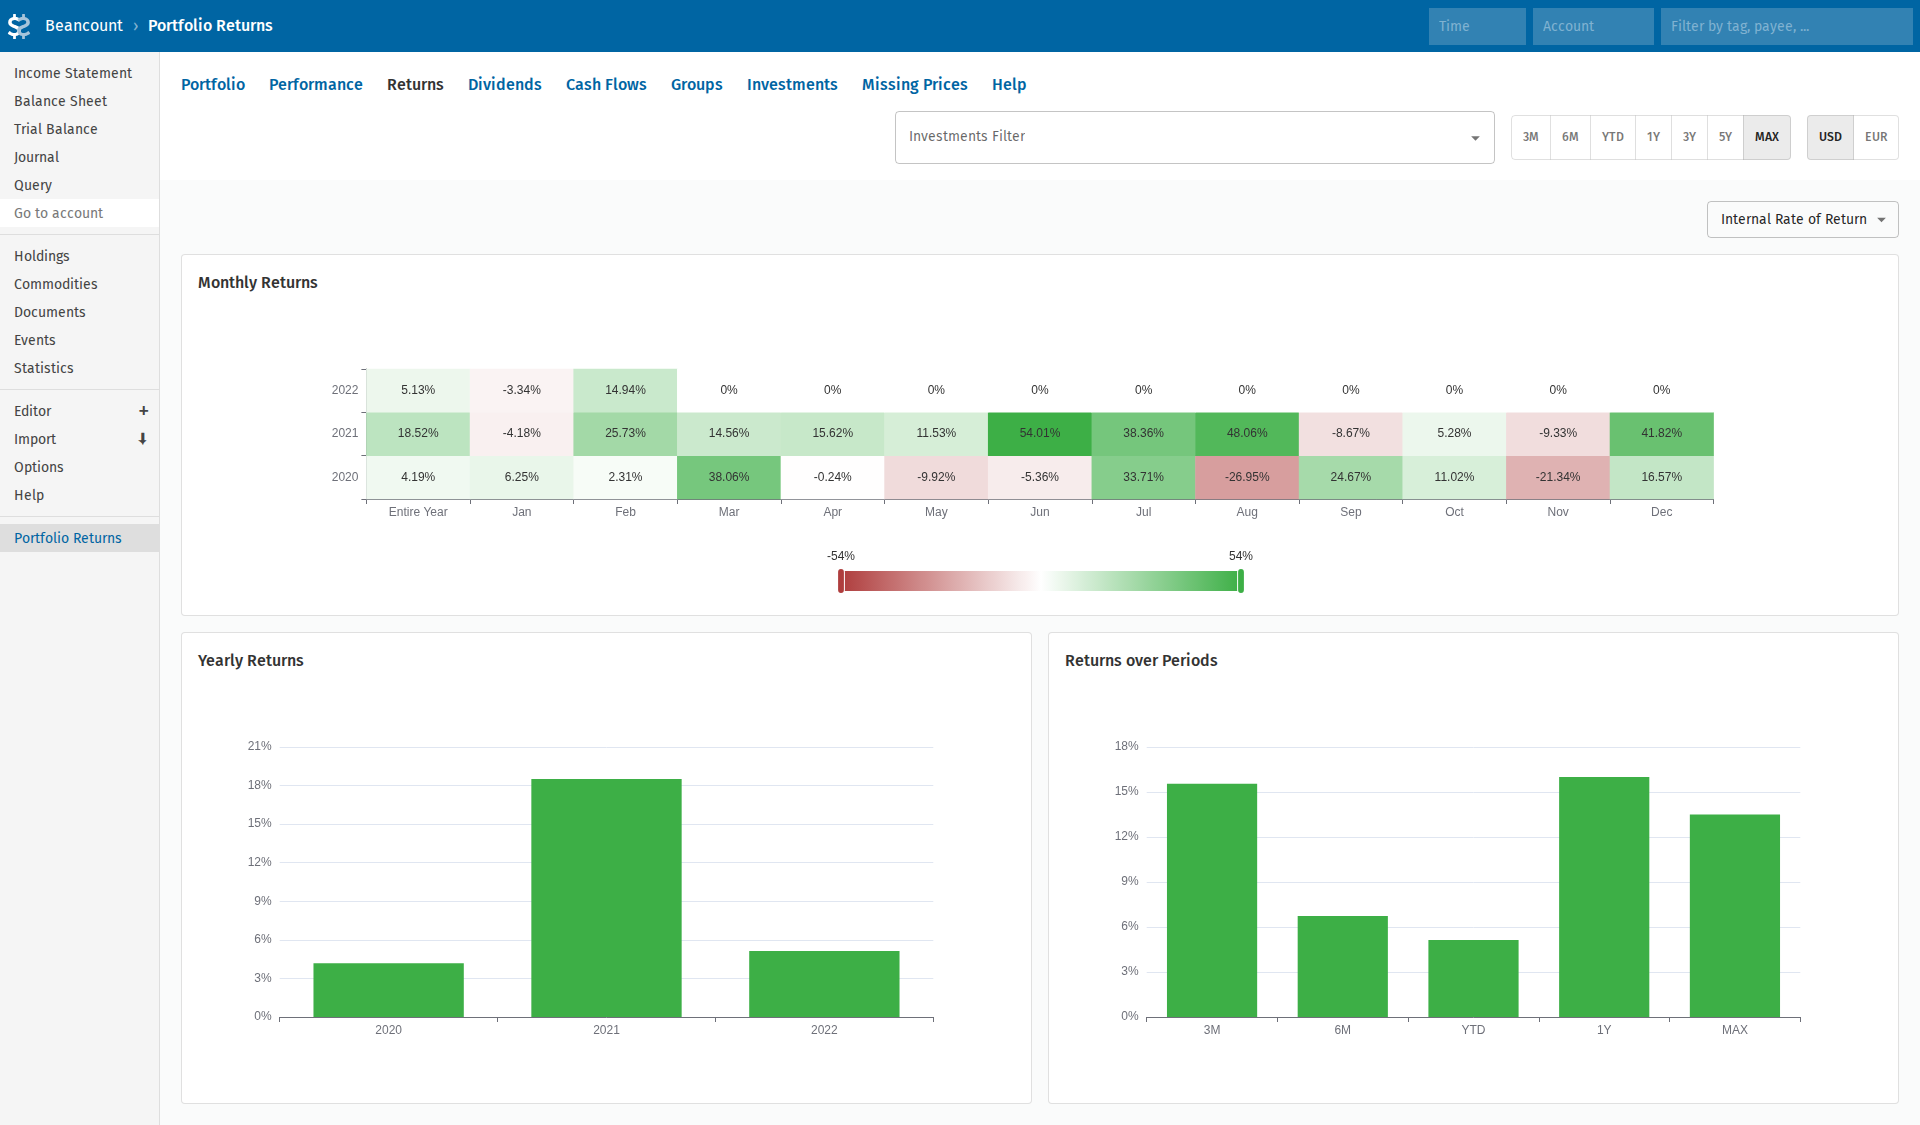 Beancount › Portfolio Returns
Time
Account
Filter by tag, payee, ...
Income Statement
Balance Sheet
Trial Balance
Journal
Query
Go to account
Holdings
Commodities
Documents
Events
Statistics
Editor +
Import
Options
Help
Portfolio Returns
Portfolio Performance Returns Dividends Cash Flows Groups Investments Missing Prices Help
Investments Filter
3M 6M YTD 1Y 3Y 5Y MAX
USD EUR
Internal Rate of Return
Monthly Returns
2022 5.13% -3.34% 14.94% 0% 0% 0% 0% 0% 0% 0% 0% 0% 0%
2021 18.52% -4.18% 25.73% 14.56% 15.62% 11.53% 54.01% 38.36% 48.06% -8.67% 5.28% -9.33% 41.82%
2020 4.19% 6.25% 2.31% 38.06% -0.24% -9.92% -5.36% 33.71% -26.95% 24.67% 11.02% -21.34% 16.57%
Entire Year Jan Feb Mar Apr May Jun Jul Aug Sep Oct Nov Dec
-54% 54%
Yearly Returns
21%
18%
15%
12%
9%
6%
3%
0%
2020 2021 2022
Returns over Periods
18%
15%
12%
9%
6%
3%
0%
3M 6M YTD 1Y MAX